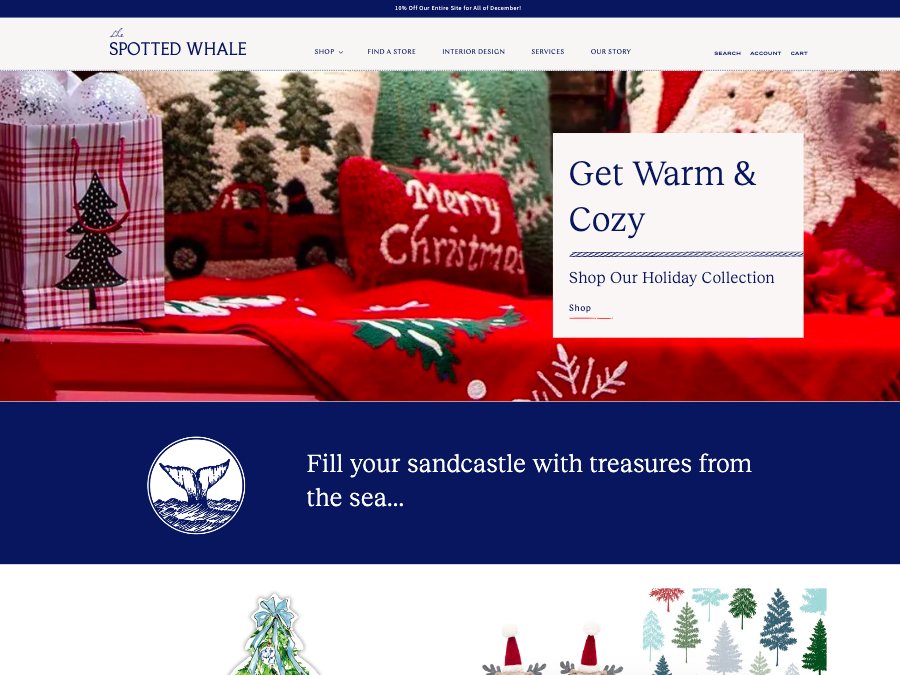 10% Off Our Entire Site for All of December!
the
SPOTTED WHALE
SHOP
FIND A STORE
INTERIOR DESIGN
SERVICES
OUR STORY
SEARCH
ACCOUNT
CART
Merry
Christmas
Get Warm &
Cozy
Shop Our Holiday Collection
Shop
Fill your sandcastle with treasures from
the sea...